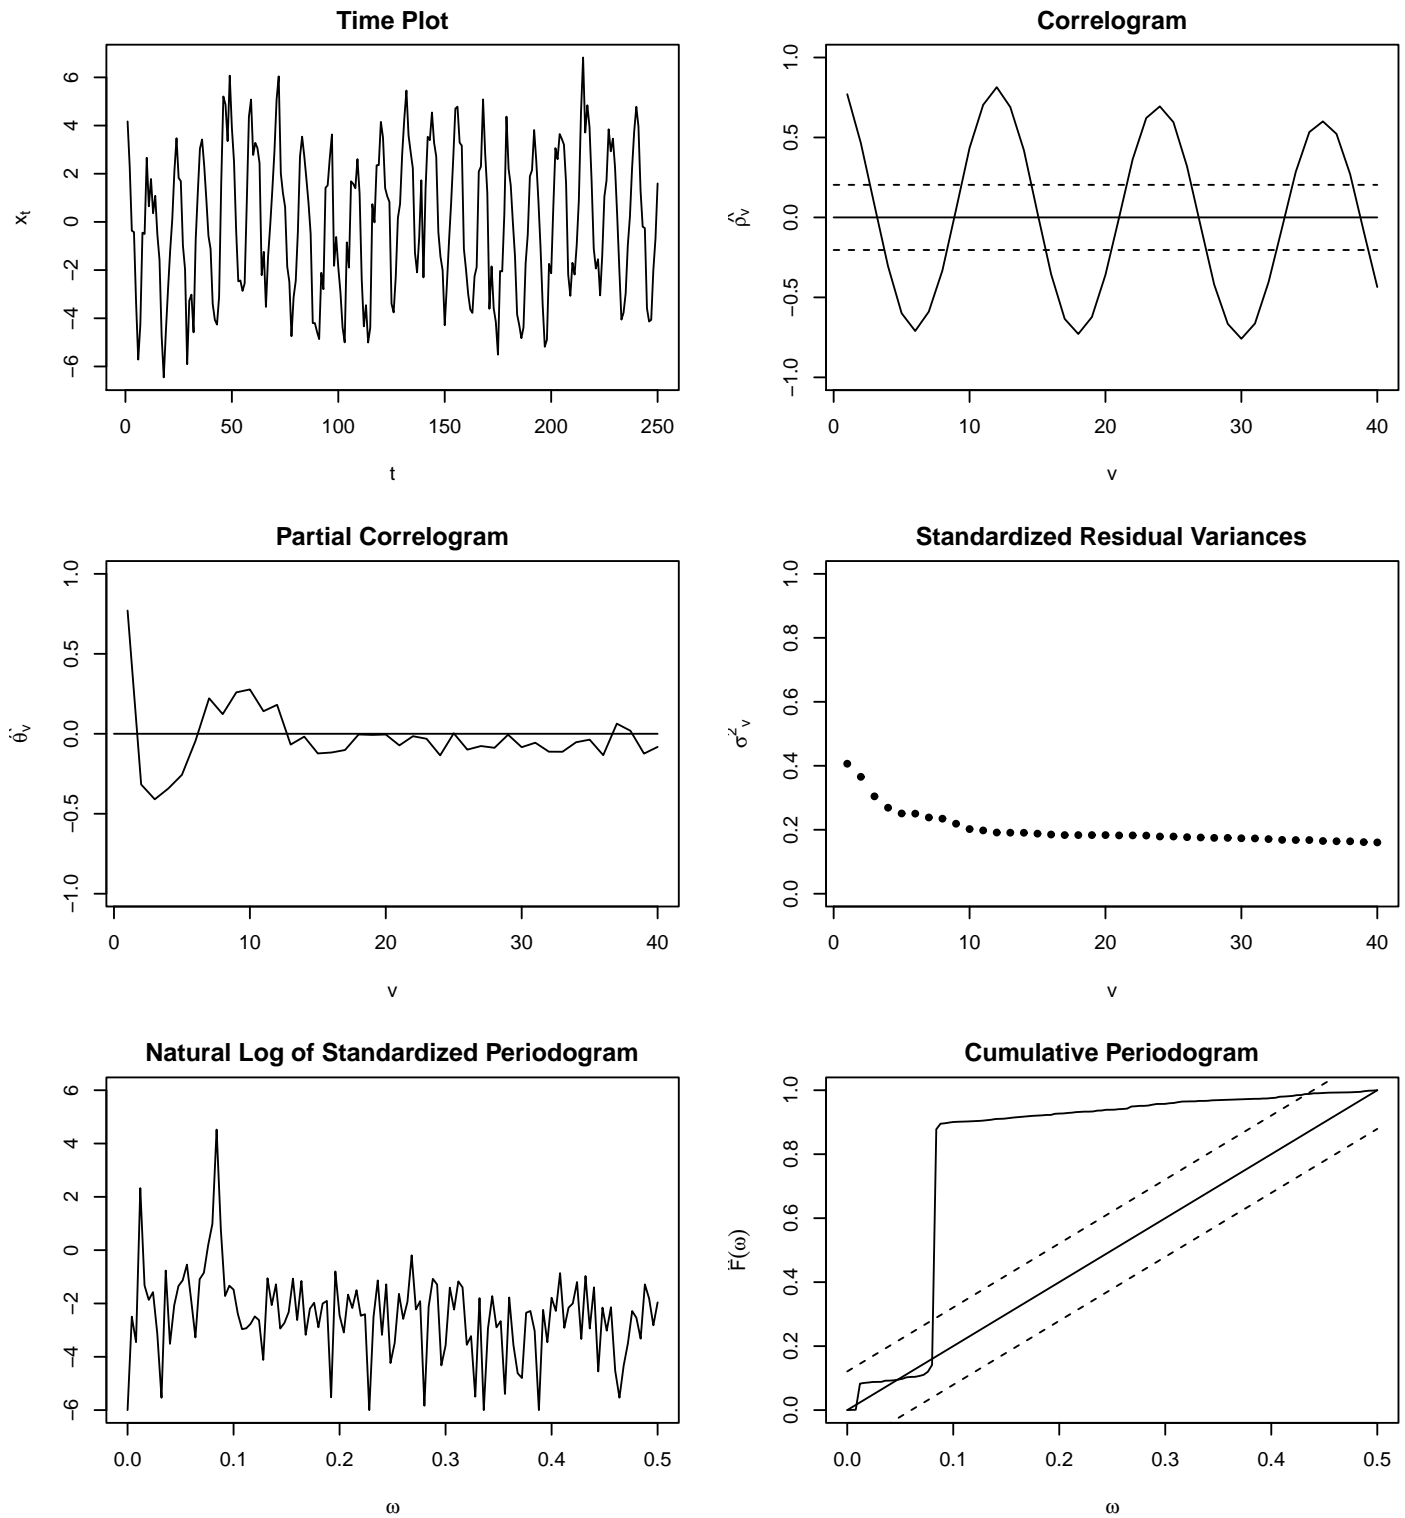 Time Plot
x_t
6
4
2
0
−2
−4
−6
0 50 100 150 200 250
t
Correlogram
ρ̂_v
1.0
0.5
0.0
−0.5
−1.0
0 10 20 30 40
v
Partial Correlogram
θ̂_v
1.0
0.5
0.0
−0.5
−1.0
0 10 20 30 40
v
Standardized Residual Variances
σ̂²_v
1.0
0.8
0.6
0.4
0.2
0.0
0 10 20 30 40
v
Natural Log of Standardized Periodogram
6
4
2
0
−2
−4
−6
0.0 0.1 0.2 0.3 0.4 0.5
ω
Cumulative Periodogram
F̂(ω)
1.0
0.8
0.6
0.4
0.2
0.0
0.0 0.1 0.2 0.3 0.4 0.5
ω